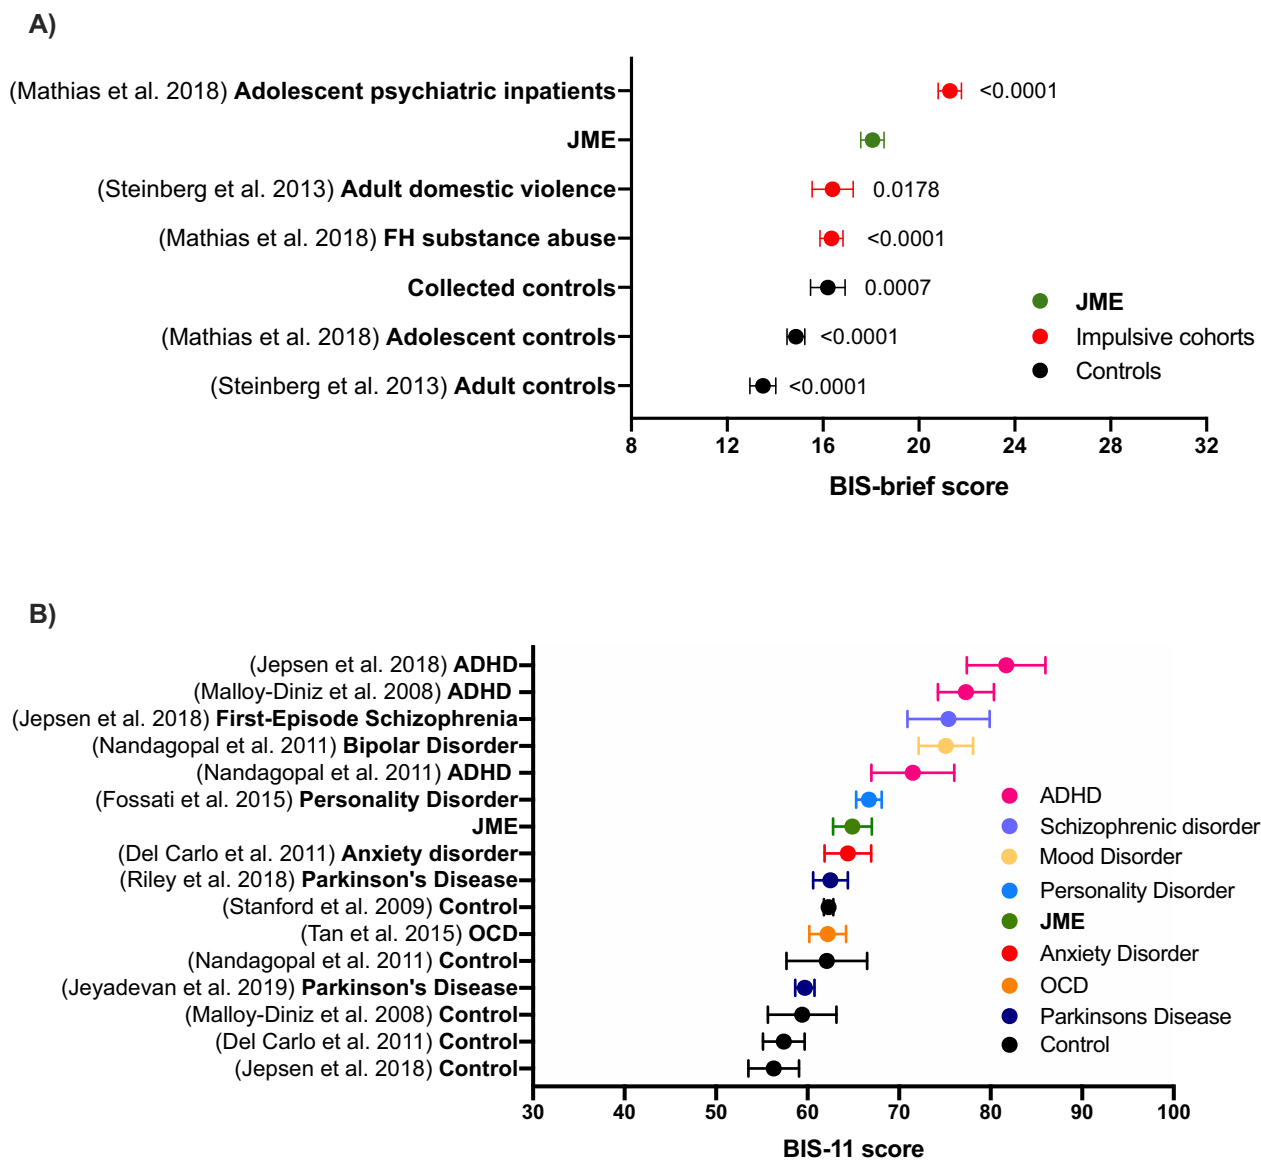 A)
(Mathias et al. 2018) Adolescent psychiatric inpatients
<0.0001
JME
(Steinberg et al. 2013) Adult domestic violence
0.0178
(Mathias et al. 2018) FH substance abuse
<0.0001
Collected controls
0.0007
(Mathias et al. 2018) Adolescent controls
<0.0001
(Steinberg et al. 2013) Adult controls
<0.0001
JME
Impulsive cohorts
Controls
8 12 16 20 24 28 32
BIS-brief score
B)
(Jepsen et al. 2018) ADHD
(Malloy-Diniz et al. 2008) ADHD
(Jepsen et al. 2018) First-Episode Schizophrenia
(Nandagopal et al. 2011) Bipolar Disorder
(Nandagopal et al. 2011) ADHD
(Fossati et al. 2015) Personality Disorder
JME
(Del Carlo et al. 2011) Anxiety disorder
(Riley et al. 2018) Parkinson's Disease
(Stanford et al. 2009) Control
(Tan et al. 2015) OCD
(Nandagopal et al. 2011) Control
(Jeyadevan et al. 2019) Parkinson's Disease
(Malloy-Diniz et al. 2008) Control
(Del Carlo et al. 2011) Control
(Jepsen et al. 2018) Control
ADHD
Schizophrenic disorder
Mood Disorder
Personality Disorder
JME
Anxiety Disorder
OCD
Parkinsons Disease
Control
30 40 50 60 70 80 90 100
BIS-11 score